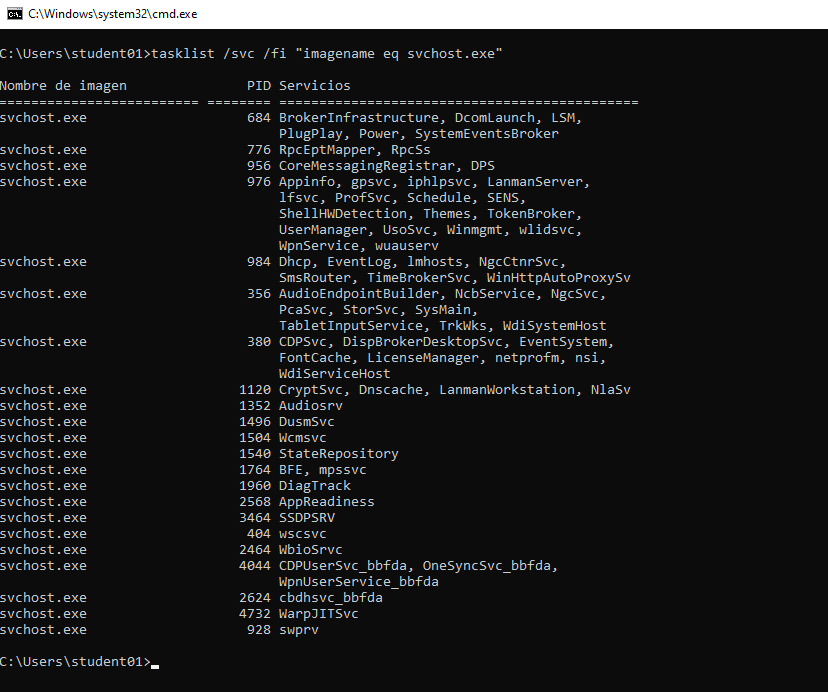 C:\Windows\system32\cmd.exe
C:\Users\student01>tasklist /svc /fi "imagename eq svchost.exe"
Nombre de imagen               PID Servicios
========================= ======== =============================================
svchost.exe                    684 BrokerInfrastructure, DcomLaunch, LSM,
                                   PlugPlay, Power, SystemEventsBroker
svchost.exe                    776 RpcEptMapper, RpcSs
svchost.exe                    956 CoreMessagingRegistrar, DPS
svchost.exe                    976 Appinfo, gpsvc, iphlpsvc, LanmanServer,
                                   lfsvc, ProfSvc, Schedule, SENS,
                                   ShellHWDetection, Themes, TokenBroker,
                                   UserManager, UsoSvc, Winmgmt, wlidsvc,
                                   WpnService, wuauserv
svchost.exe                    984 Dhcp, EventLog, lmhosts, NgcCtnrSvc,
                                   SmsRouter, TimeBrokerSvc, WinHttpAutoProxySv
svchost.exe                    356 AudioEndpointBuilder, NcbService, NgcSvc,
                                   PcaSvc, StorSvc, SysMain,
                                   TabletInputService, TrkWks, WdiSystemHost
svchost.exe                    380 CDPSvc, DispBrokerDesktopSvc, EventSystem,
                                   FontCache, LicenseManager, netprofm, nsi,
                                   WdiServiceHost
svchost.exe                   1120 CryptSvc, Dnscache, LanmanWorkstation, NlaSv
svchost.exe                   1352 Audiosrv
svchost.exe                   1496 DusmSvc
svchost.exe                   1504 Wcmsvc
svchost.exe                   1540 StateRepository
svchost.exe                   1764 BFE, mpssvc
svchost.exe                   1960 DiagTrack
svchost.exe                   2568 AppReadiness
svchost.exe                   3464 SSDPSRV
svchost.exe                    404 wscsvc
svchost.exe                   2464 WbioSrvc
svchost.exe                   4044 CDPUserSvc_bbfda, OneSyncSvc_bbfda,
                                   WpnUserService_bbfda
svchost.exe                   2624 cbdhsvc_bbfda
svchost.exe                   4732 WarpJITSvc
svchost.exe                    928 swprv
C:\Users\student01>